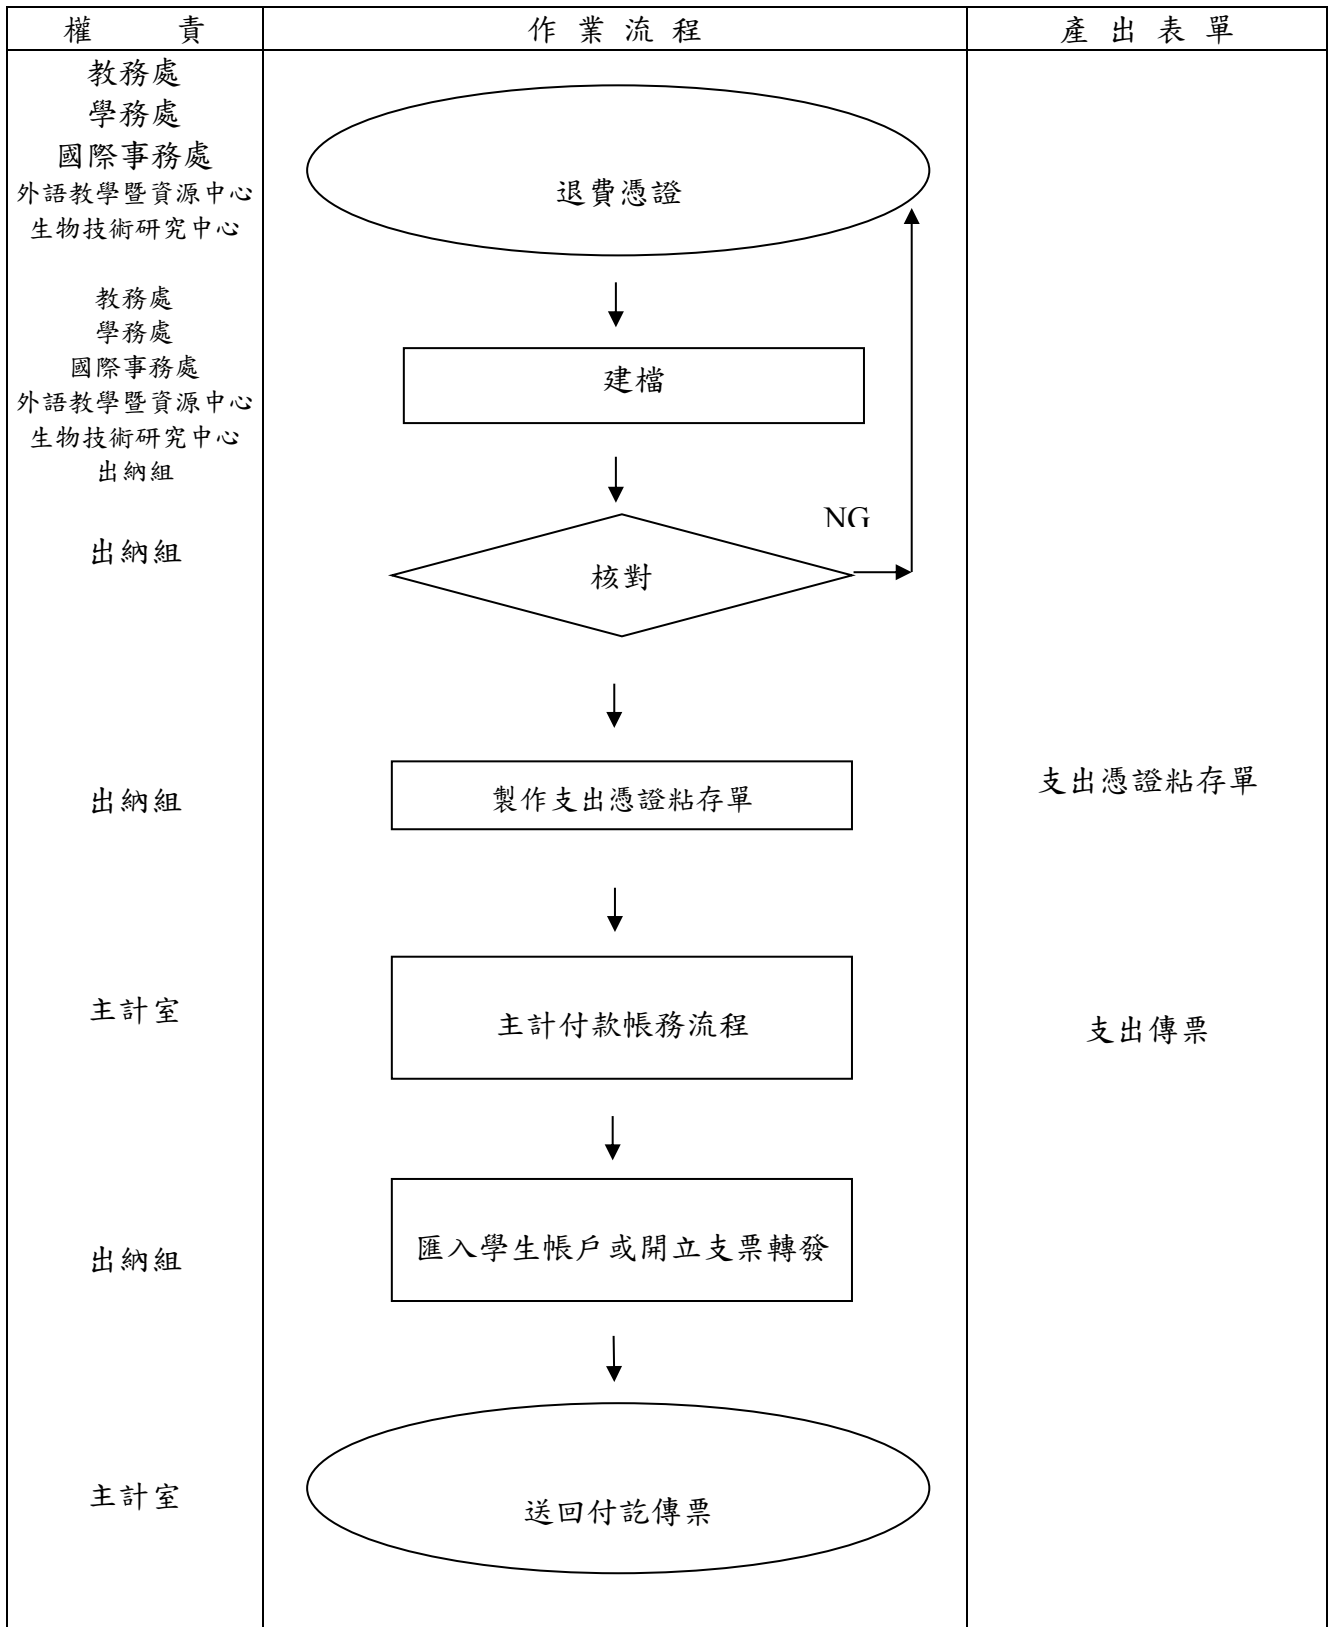 權 責 作業流程 產出表單
教務處
學務處
國際事務處
外語教學暨資源中心
生物技術研究中心
退費憑證
教務處
學務處
國際事務處
外語教學暨資源中心
生物技術研究中心
出納組
建檔
NG
出納組
核對
出納組
製作支出憑證粘存單
支出憑證粘存單
主計室
主計付款帳務流程
支出傳票
出納組
匯入學生帳戶或開立支票轉發
主計室
送回付訖傳票